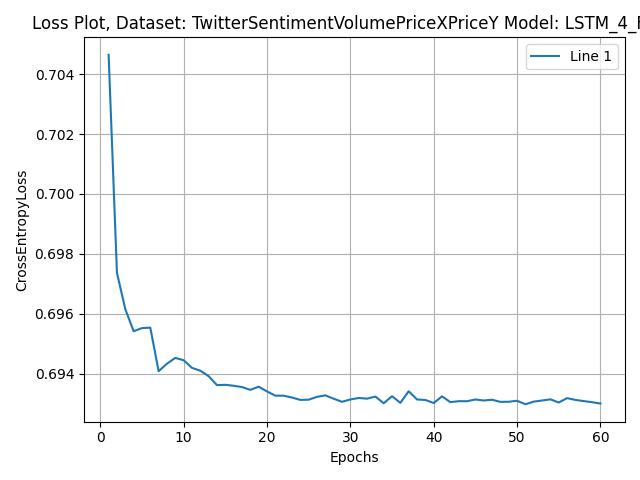 Loss Plot, Dataset: TwitterSentimentVolumePriceXPriceY Model: LSTM_4_
Line 1
0.704
0.702
0.700
0.698
0.696
0.694
CrossEntropyLoss
0 10 20 30 40 50 60
Epochs